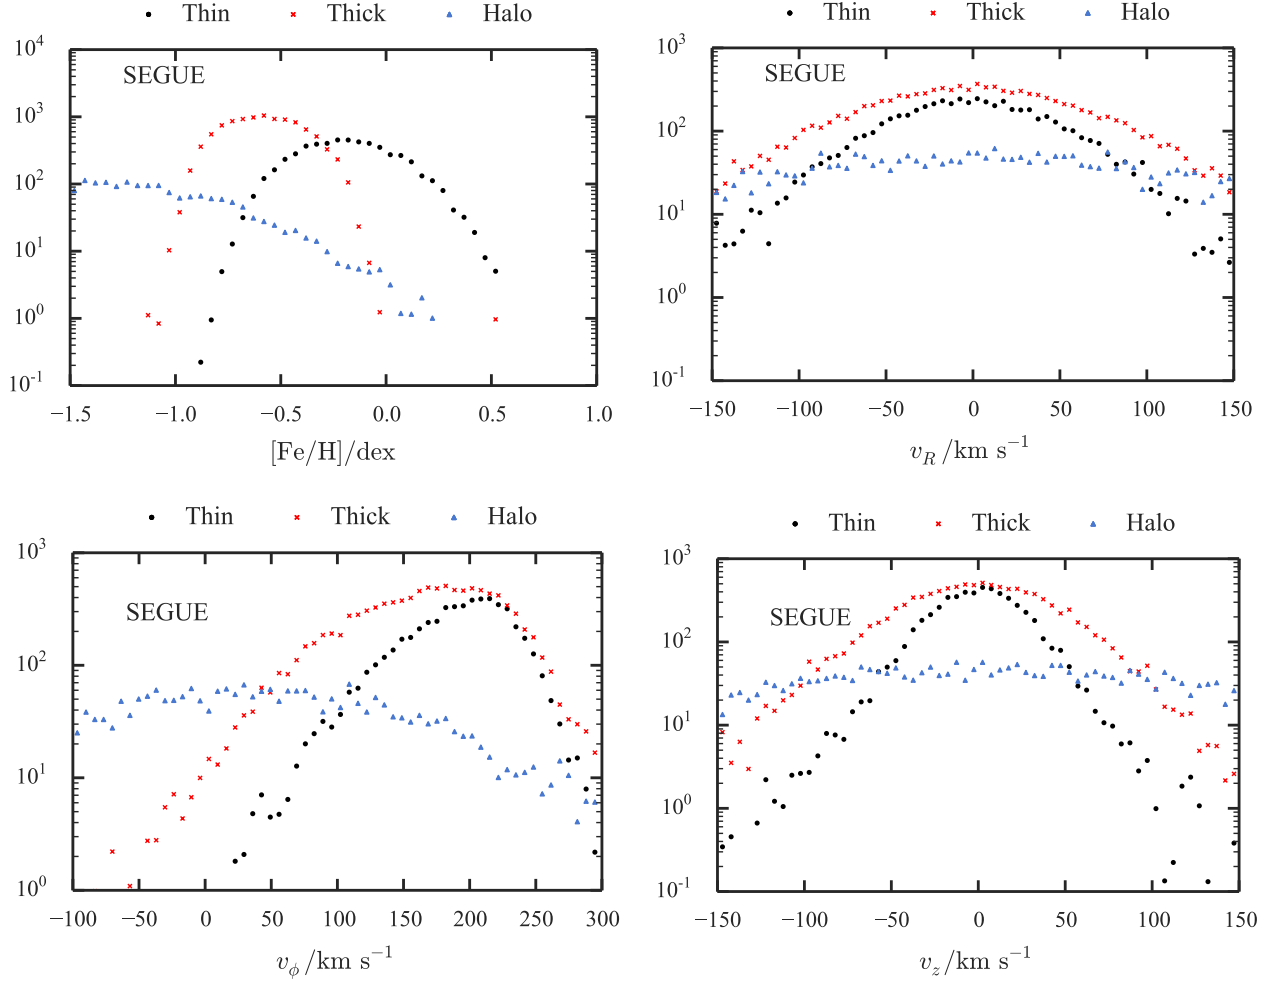 Thin Thick Halo
SEGUE
10^4
10^3
10^2
10^1
10^0
10^-1
−1.5 −1.0 −0.5 0.0 0.5 1.0
[Fe/H]/dex
Thin Thick Halo
SEGUE
10^3
10^2
10^1
10^0
10^-1
−150 −100 −50 0 50 100 150
v_R/km s^−1
Thin Thick Halo
SEGUE
10^3
10^2
10^1
10^0
−100 −50 0 50 100 150 200 250 300
v_ϕ/km s^−1
Thin Thick Halo
SEGUE
10^3
10^2
10^1
10^0
10^-1
−150 −100 −50 0 50 100 150
v_z/km s^−1